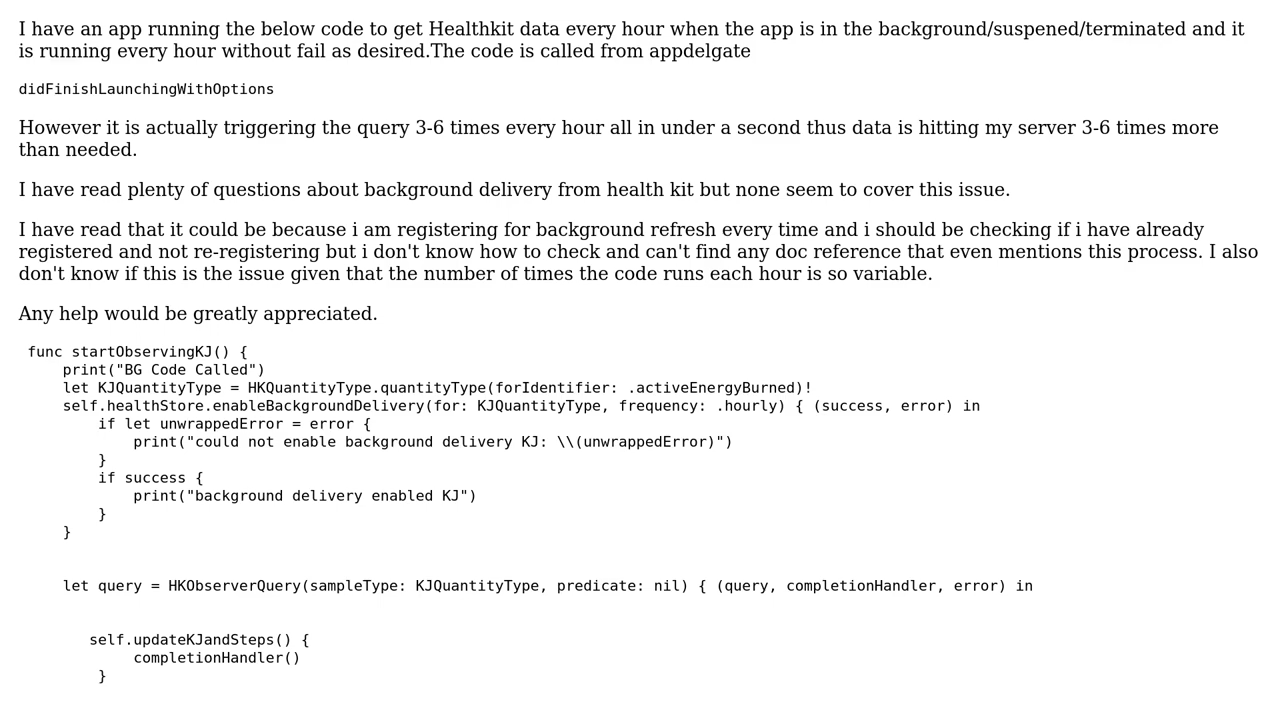 I have an app running the below code to get Healthkit data every hour when the app is in the background/suspened/terminated and it
is running every hour without fail as desired.The code is called from appdelgate
didFinishLaunchingWithOptions
However it is actually triggering the query 3-6 times every hour all in under a second thus data is hitting my server 3-6 times more
than needed.
I have read plenty of questions about background delivery from health kit but none seem to cover this issue.
I have read that it could be because i am registering for background refresh every time and i should be checking if i have already
registered and not re-registering but i don't know how to check and can't find any doc reference that even mentions this process. I also
don't know if this is the issue given that the number of times the code runs each hour is so variable.
Any help would be greatly appreciated.
func startObservingKJ() {
    print("BG Code Called")
    let KJQuantityType = HKQuantityType.quantityType(forIdentifier: .activeEnergyBurned)!
    self.healthStore.enableBackgroundDelivery(for: KJQuantityType, frequency: .hourly) { (success, error) in
        if let unwrappedError = error {
            print("could not enable background delivery KJ: \\(unwrappedError)")
        }
        if success {
            print("background delivery enabled KJ")
        }
    }
    let query = HKObserverQuery(sampleType: KJQuantityType, predicate: nil) { (query, completionHandler, error) in
       self.updateKJandSteps() {
            completionHandler()
        }